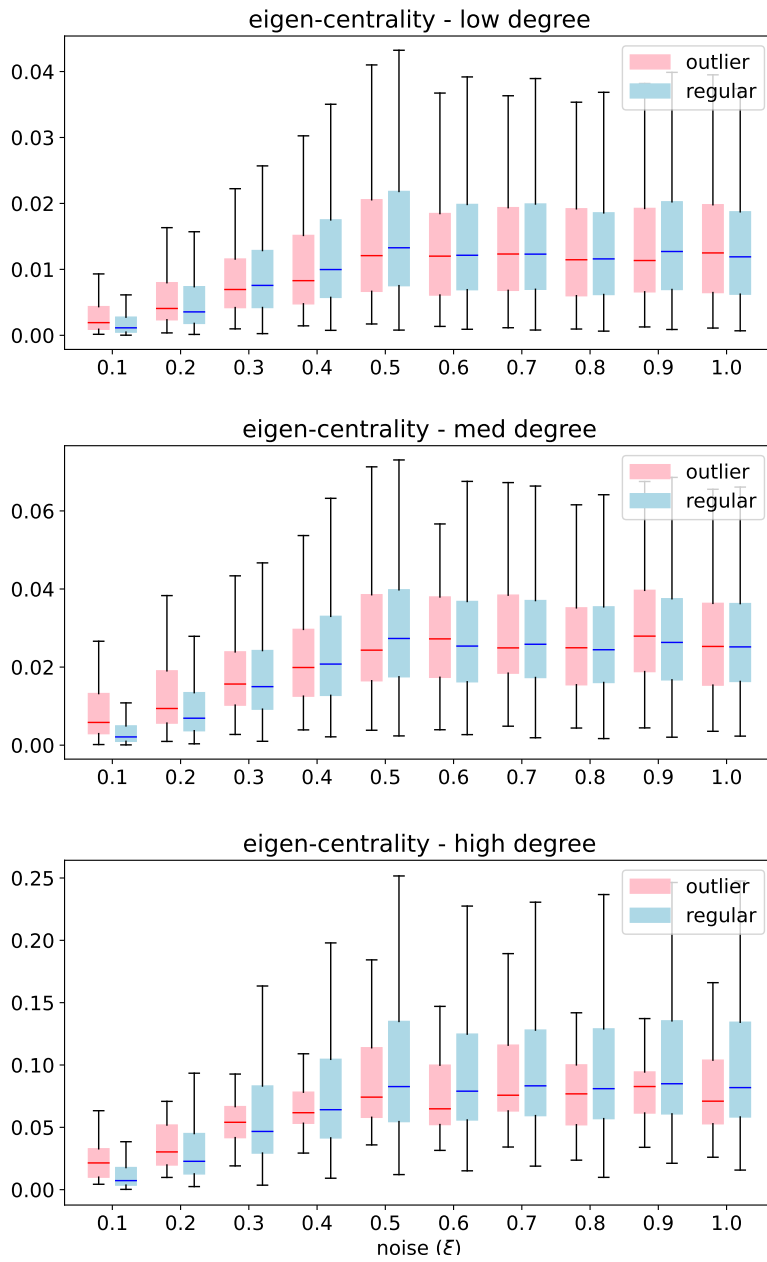 eigen-centrality - low degree
outlier
regular
0.04
0.03
0.02
0.01
0.00
0.1 0.2 0.3 0.4 0.5 0.6 0.7 0.8 0.9 1.0
eigen-centrality - med degree
outlier
regular
0.06
0.04
0.02
0.00
0.1 0.2 0.3 0.4 0.5 0.6 0.7 0.8 0.9 1.0
eigen-centrality - high degree
outlier
regular
0.25
0.20
0.15
0.10
0.05
0.00
0.1 0.2 0.3 0.4 0.5 0.6 0.7 0.8 0.9 1.0
noise (ξ)